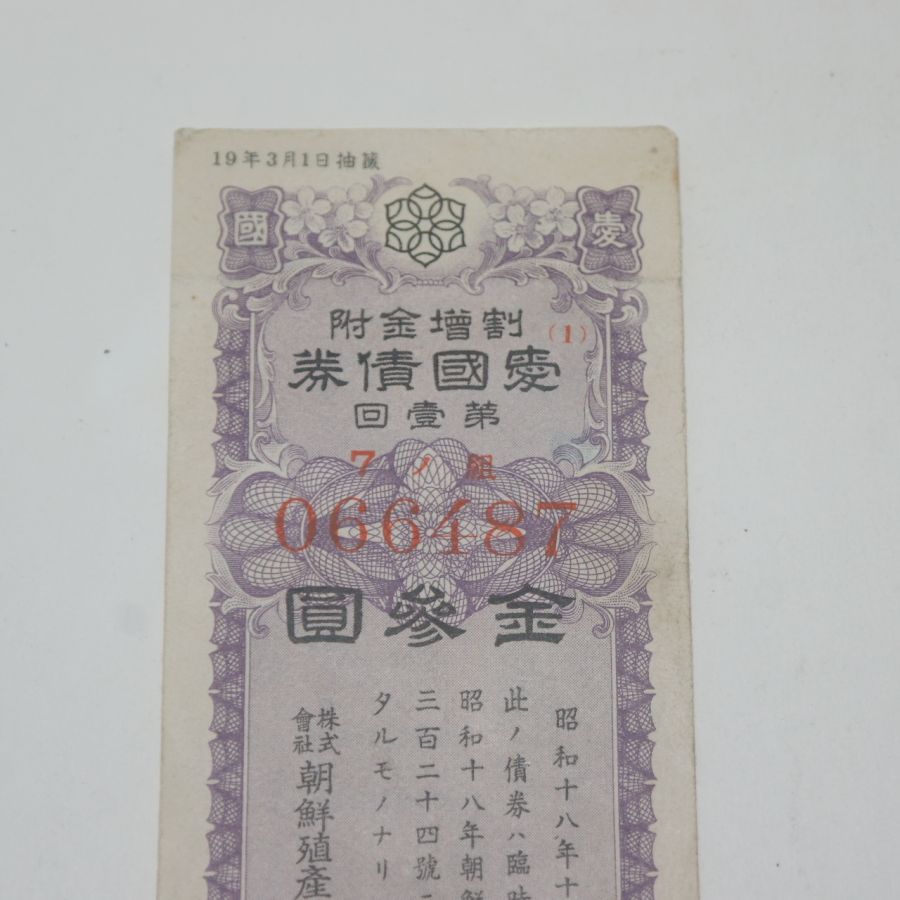 19年3月1日抽籤
愛國
割增金附
(1)
愛國債券
第壹回
7ノ組
066487
金參圓
昭和十八年十
此ノ債券ハ臨時
昭和十八年朝鮮
三百二十四號ニ
タルモノナリ
株式會社朝鮮殖産